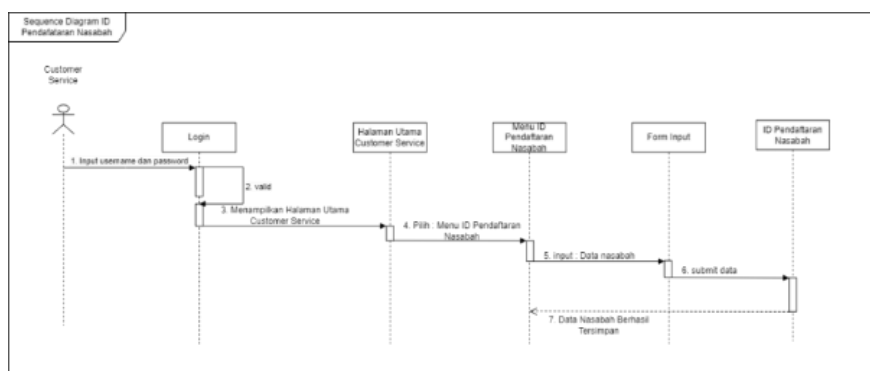 Sequence Diagram ID
Pendafataran Nasabah
Customer
Service
Login
Halaman Utama
Customer Service
Menu ID
Pendaftaran
Nasabah
Form Input
ID Pendaftaran
Nasabah
1. Input username dan password
2. valid
3. Menampilkan Halaman Utama
Customer Service
4. Pilih : Menu ID Pendaftaran
Nasabah
5. input : Data nasabah
6. submit data
7. Data Nasabah Berhasil
Tersimpan